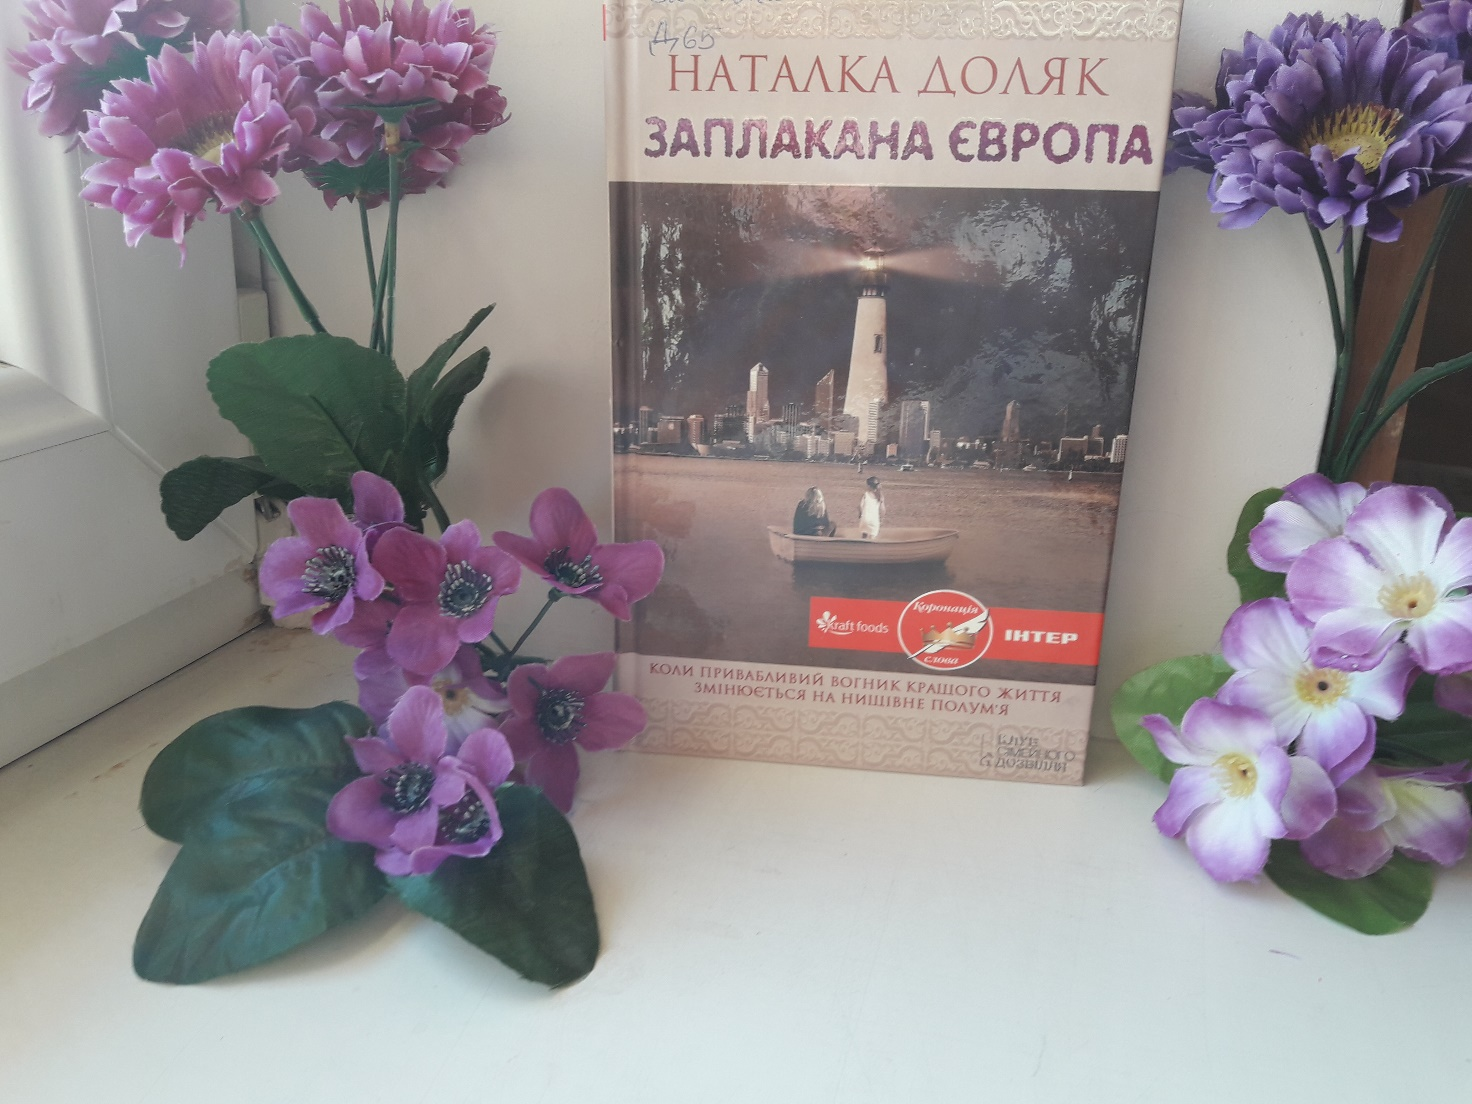 Д65
НАТАЛКА ДОЛЯК
ЗАПЛАКАНА ЄВРОПА
kraft foods
Коронація
слова
ІНТЕР
КОЛИ ПРИВАБЛИВИЙ ВОГНИК КРАЩОГО ЖИТТЯ
ЗМІНЮЄТЬСЯ НА НИЩІВНЕ ПОЛУМ'Я
КЛУБ
СІМЕЙНОГО
ДОЗВІЛЛЯ